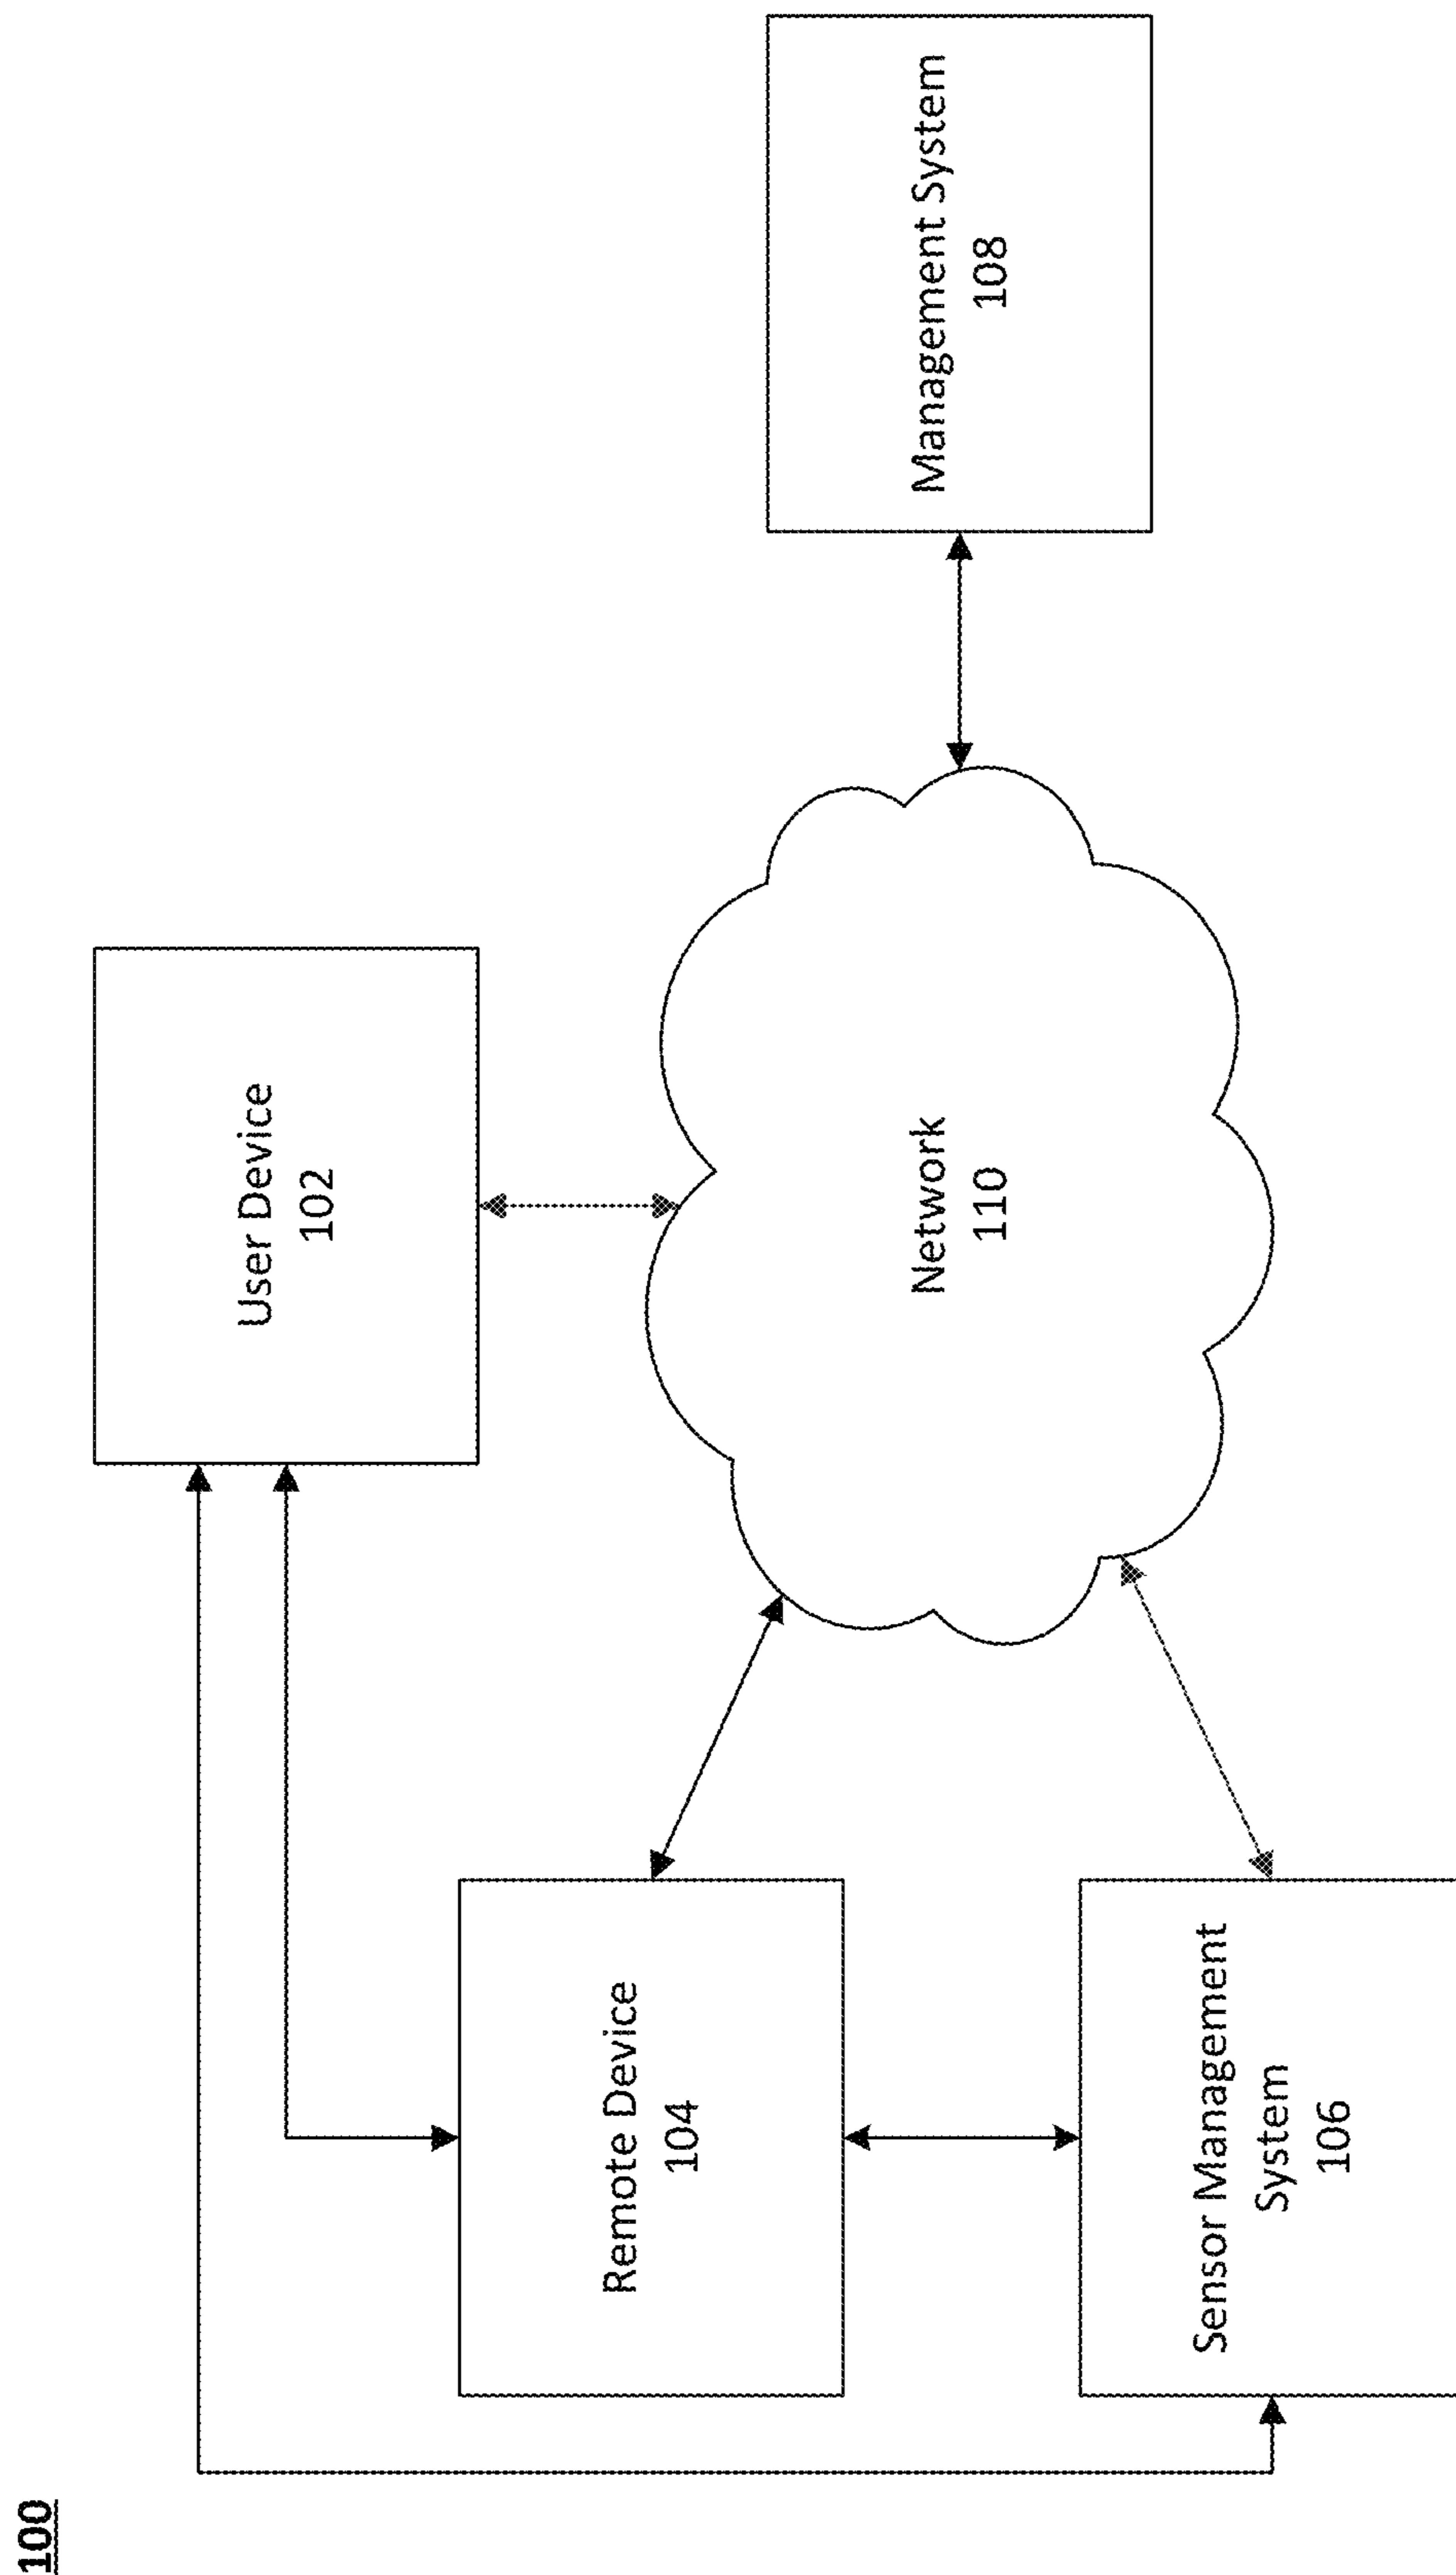 100
User Device
102
Remote Device
104
Network
110
Management System
108
Sensor Management
System
106